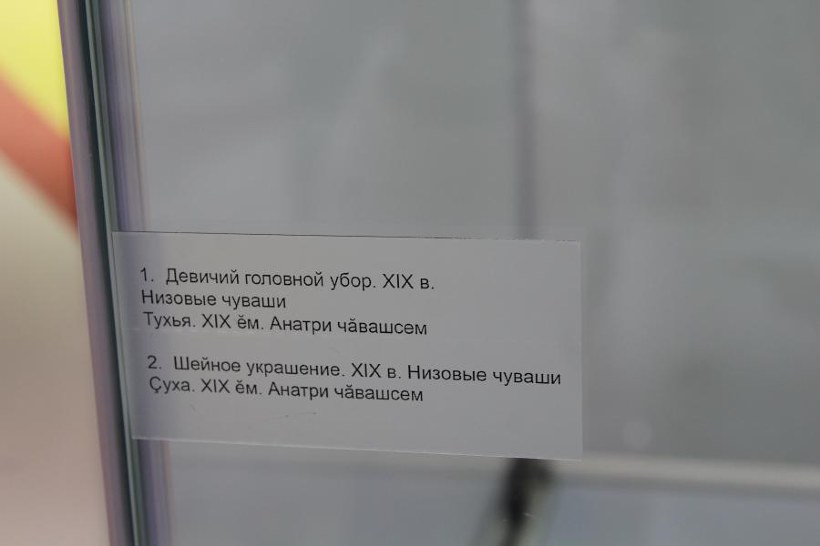 1. Девичий головной убор. XIX в.
Низовые чуваши
Тухья. XIX ĕм. Анатри чăвашсем
2. Шейное украшение. XIX в. Низовые чуваши
Çуха. XIX ĕм. Анатри чăвашсем